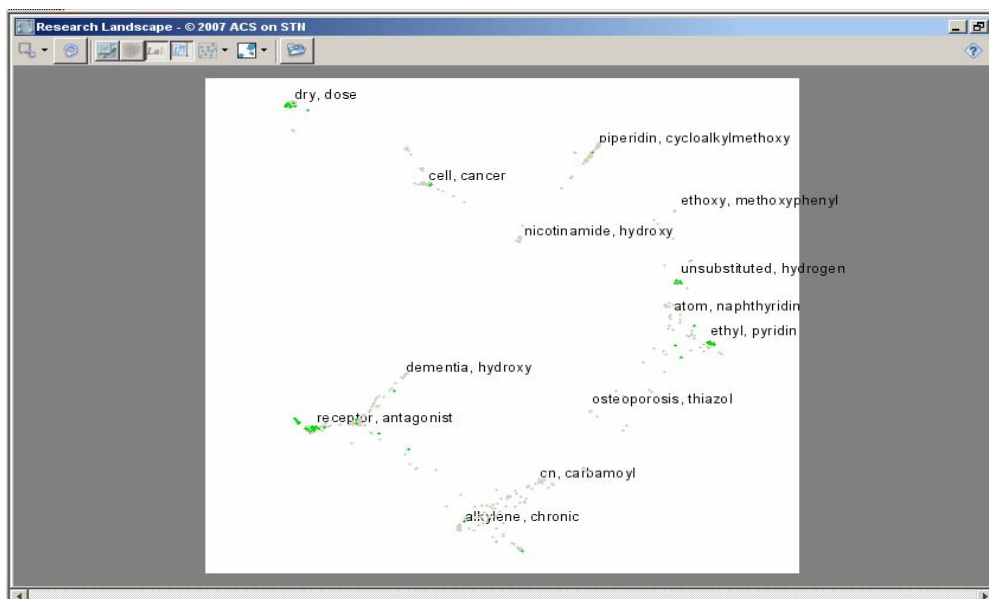 Research Landscape - © 2007 ACS on STN
dry, dose
piperidin, cycloalkylmethoxy
cell, cancer
ethoxy, methoxyphenyl
nicotinamide, hydroxy
unsubstituted, hydrogen
atom, naphthyridin
ethyl, pyridin
dementia, hydroxy
osteoporosis, thiazol
receptor, antagonist
cn, carbamoyl
alkylene, chronic